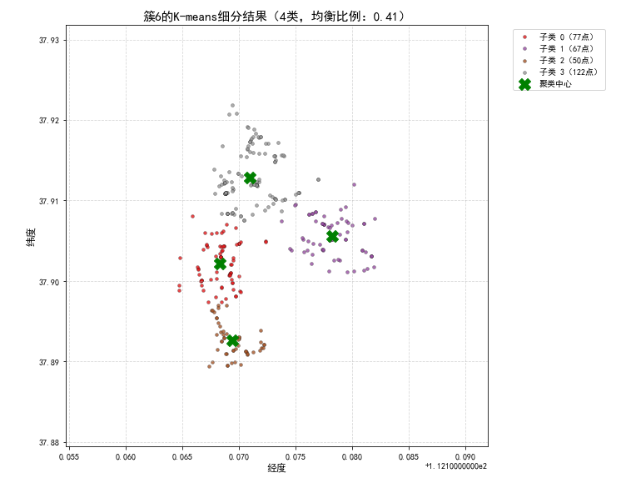 簇6的K-means细分结果（4类，均衡比例：0.41）
37.93
37.92
37.91
37.90
37.89
37.88
纬度
0.055
0.060
0.065
0.070
0.075
0.080
0.085
0.090
经度
+1.1210000000e2
子类 0（77点）
子类 1（67点）
子类 2（50点）
子类 3（122点）
聚类中心